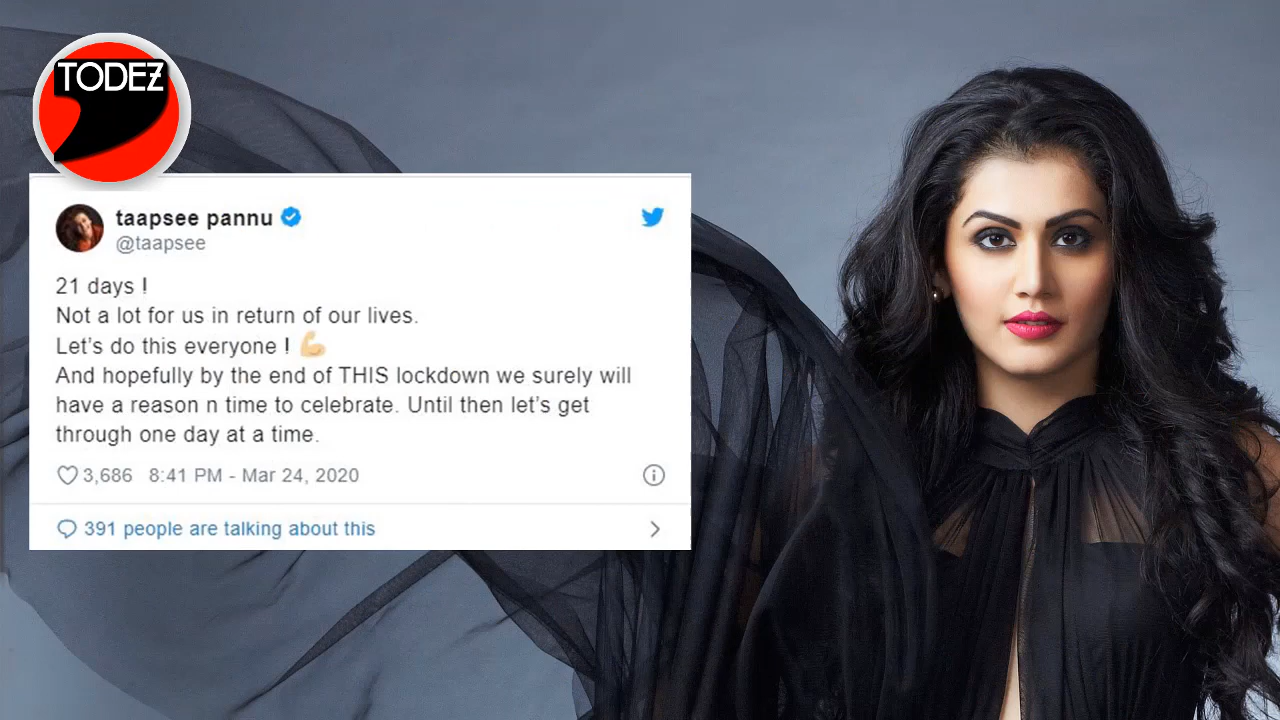 TODEZ
taapsee pannu
@taapsee
21 days !
Not a lot for us in return of our lives.
Let’s do this everyone ! 💪🏼
And hopefully by the end of THIS lockdown we surely will
have a reason n time to celebrate. Until then let’s get
through one day at a time.
3,686 8:41 PM - Mar 24, 2020
391 people are talking about this